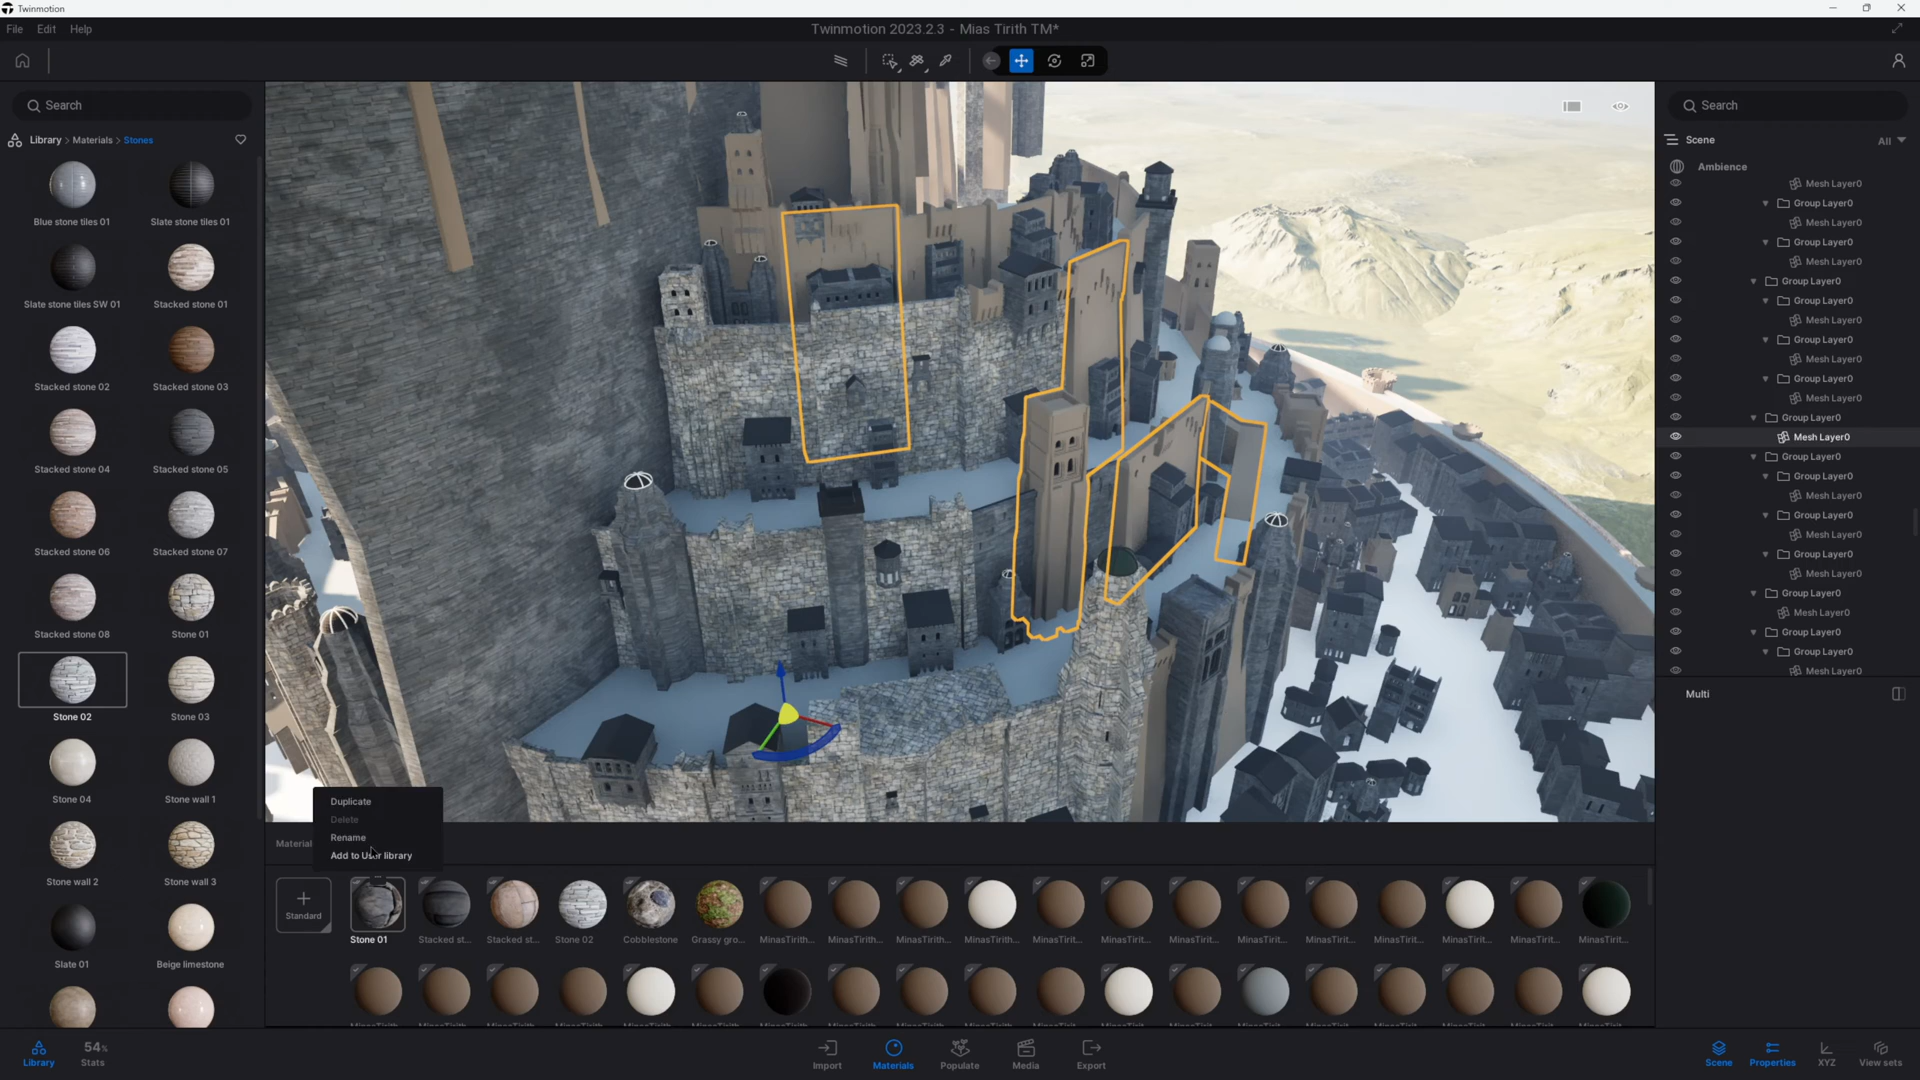 Twinmotion
File Edit Help
Twinmotion 2023.2.3 - Mias Tirith TM*
Search
Library > Materials > Stones
Blue stone tiles 01
Slate stone tiles 01
Slate stone tiles SW 01
Stacked stone 01
Stacked stone 02
Stacked stone 03
Stacked stone 04
Stacked stone 05
Stacked stone 06
Stacked stone 07
Stacked stone 08
Stone 01
Stone 02
Stone 03
Stone 04
Stone wall 1
Stone wall 2
Stone wall 3
Slate 01
Beige limestone
Duplicate
Delete
Rename
Add to User library
Standard
Stone 01
Stacked st...
Stacked st...
Stone 02
Cobblestone
Grassy gro...
MinasTirith...
MinasTirith...
MinasTirith...
MinasTirith...
MinasTirit...
MinasTirit...
MinasTirit...
MinasTirit...
MinasTirit...
MinasTirit...
MinasTirit...
MinasTirit...
MinasTirit...
Search
Scene
All
Ambience
Mesh Layer0
Group Layer0
Mesh Layer0
Group Layer0
Mesh Layer0
Group Layer0
Group Layer0
Mesh Layer0
Group Layer0
Mesh Layer0
Group Layer0
Mesh Layer0
Group Layer0
Mesh Layer0
Group Layer0
Group Layer0
Mesh Layer0
Group Layer0
Mesh Layer0
Group Layer0
Mesh Layer0
Group Layer0
Mesh Layer0
Group Layer0
Group Layer0
Mesh Layer0
Multi
Library
54%
Stats
Import
Materials
Populate
Media
Export
Scene
Properties
XYZ
View sets